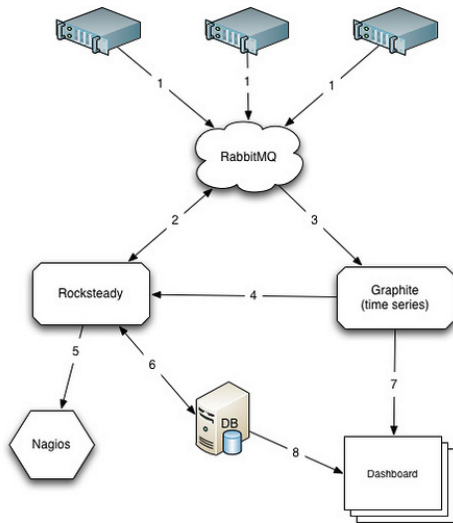 1
1
1
RabbitMQ
2
3
Rocksteady
4
Graphite
(time series)
5
6
7
Nagios
DB
8
Dashboard